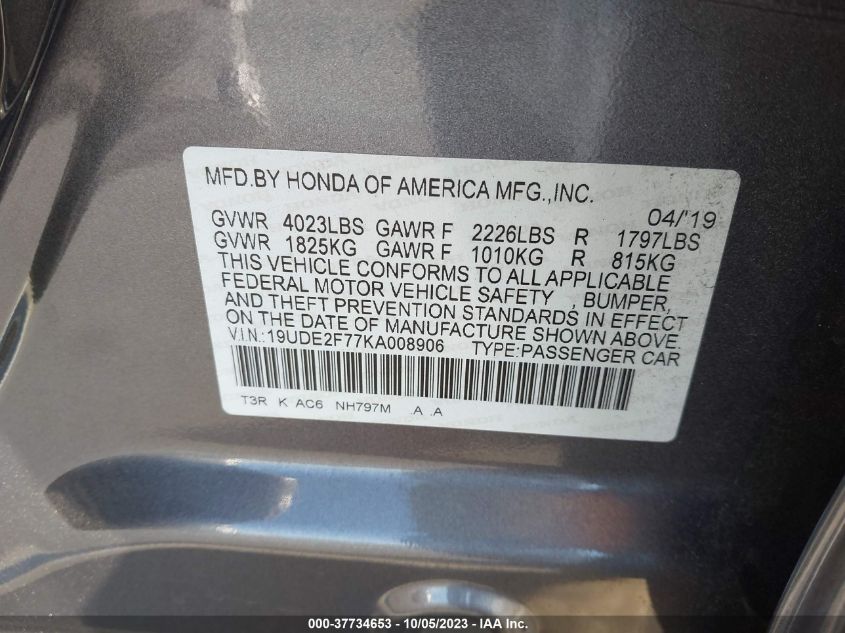 MFD.BY HONDA OF AMERICA MFG.,INC.
04/'19
GVWR 4023LBS GAWR F 2226LBS R 1797LBS
GVWR 1825KG GAWR F 1010KG R 815KG
THIS VEHICLE CONFORMS TO ALL APPLICABLE
FEDERAL MOTOR VEHICLE SAFETY , BUMPER,
AND THEFT PREVENTION STANDARDS IN EFFECT
ON THE DATE OF MANUFACTURE SHOWN ABOVE.
V.I.N.:19UDE2F77KA008906 TYPE:PASSENGER CAR
T3R K AC6 NH797M .A .A
000-37734653 - 10/05/2023 - IAA Inc.